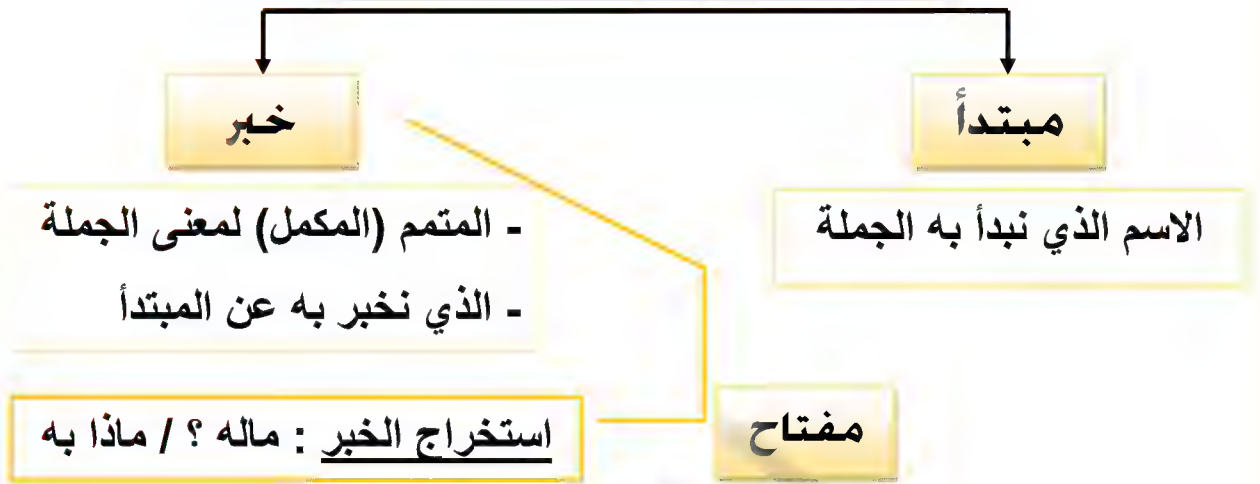 مبتدأ
خبر
الاسم الذي نبدأ به الجملة
- المتمم (المكمل) لمعنى الجملة
- الذي نخبر به عن المبتدأ
مفتاح
استخراج الخبر : ماله ؟ / ماذا به